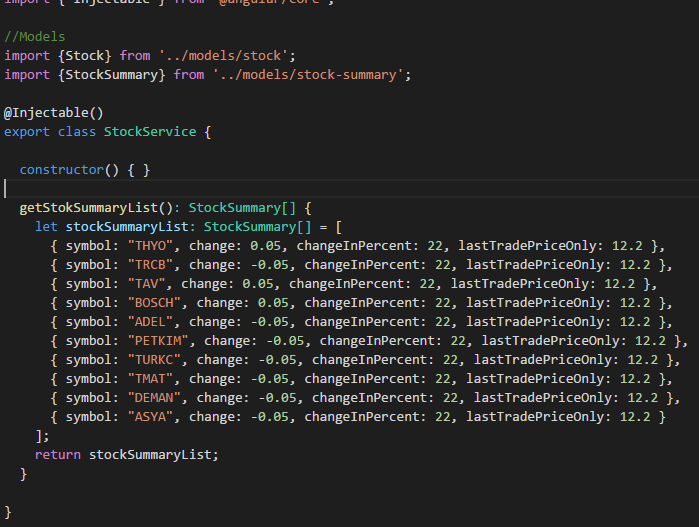 import { Injectable } from '@angular/core';
//Models
import {Stock} from '../models/stock';
import {StockSummary} from '../models/stock-summary';
@Injectable()
export class StockService {
constructor() { }
getStokSummaryList(): StockSummary[] {
let stockSummaryList: StockSummary[] = [
{ symbol: "THYO", change: 0.05, changeInPercent: 22, lastTradePriceOnly: 12.2 },
{ symbol: "TRCB", change: -0.05, changeInPercent: 22, lastTradePriceOnly: 12.2 },
{ symbol: "TAV", change: 0.05, changeInPercent: 22, lastTradePriceOnly: 12.2 },
{ symbol: "BOSCH", change: 0.05, changeInPercent: 22, lastTradePriceOnly: 12.2 },
{ symbol: "ADEL", change: -0.05, changeInPercent: 22, lastTradePriceOnly: 12.2 },
{ symbol: "PETKIM", change: -0.05, changeInPercent: 22, lastTradePriceOnly: 12.2 },
{ symbol: "TURKC", change: -0.05, changeInPercent: 22, lastTradePriceOnly: 12.2 },
{ symbol: "TMAT", change: -0.05, changeInPercent: 22, lastTradePriceOnly: 12.2 },
{ symbol: "DEMAN", change: -0.05, changeInPercent: 22, lastTradePriceOnly: 12.2 },
{ symbol: "ASYA", change: -0.05, changeInPercent: 22, lastTradePriceOnly: 12.2 }
];
return stockSummaryList;
}
}